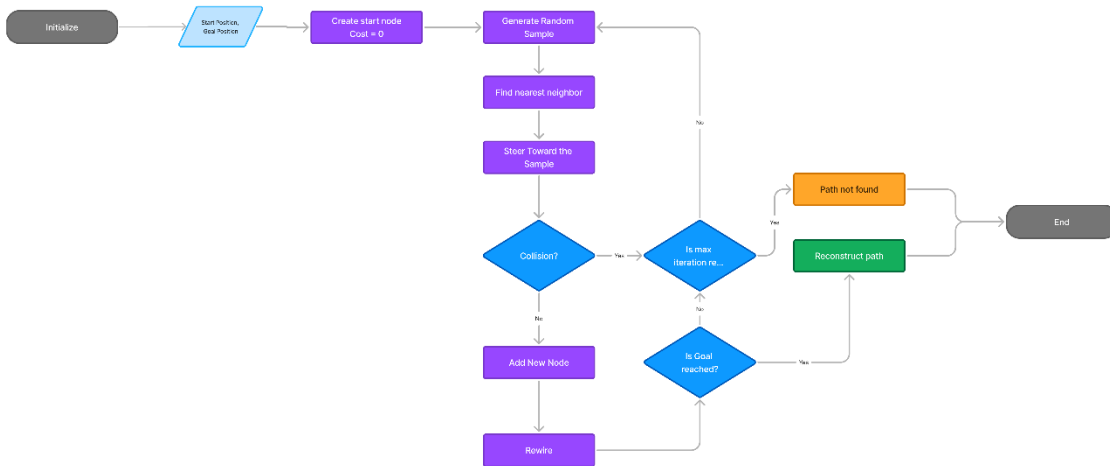 Initialize
Start Position,
Goal Position
Create start node
Cost = 0
Generate Random
Sample
Find nearest neighbor
Steer Toward the
Sample
Collision?
Yes
No
Add New Node
Rewire
Is Goal
reached?
No
Yes
Is max
iteration re...
No
Yes
Path not found
Reconstruct path
End